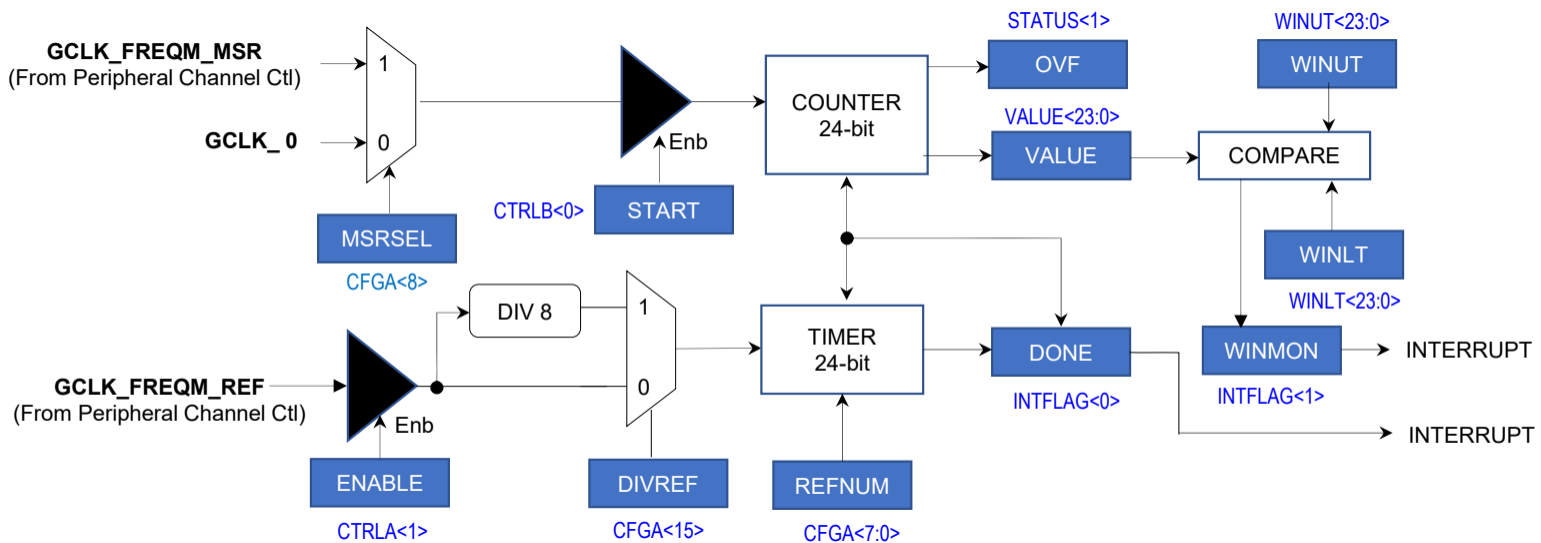 STATUS<1>
WINUT<23:0>
GCLK_FREQM_MSR
(From Peripheral Channel Ctl)
1
OVF
WINUT
COUNTER
24-bit
VALUE<23:0>
GCLK_ 0
0
Enb
VALUE
COMPARE
CTRLB<0>
START
MSRSEL
WINLT
CFGA<8>
WINLT<23:0>
DIV 8
1
TIMER
24-bit
DONE
WINMON
INTERRUPT
GCLK_FREQM_REF
(From Peripheral Channel Ctl)
0
INTFLAG<0>
INTFLAG<1>
Enb
INTERRUPT
ENABLE
DIVREF
REFNUM
CTRLA<1>
CFGA<15>
CFGA<7:0>